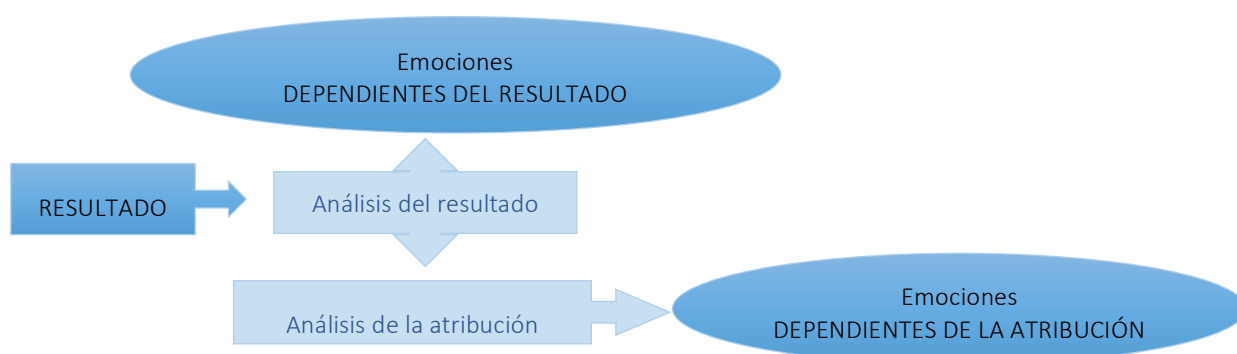 Emociones
DEPENDIENTES DEL RESULTADO
RESULTADO
Análisis del resultado
Análisis de la atribución
Emociones
DEPENDIENTES DE LA ATRIBUCIÓN